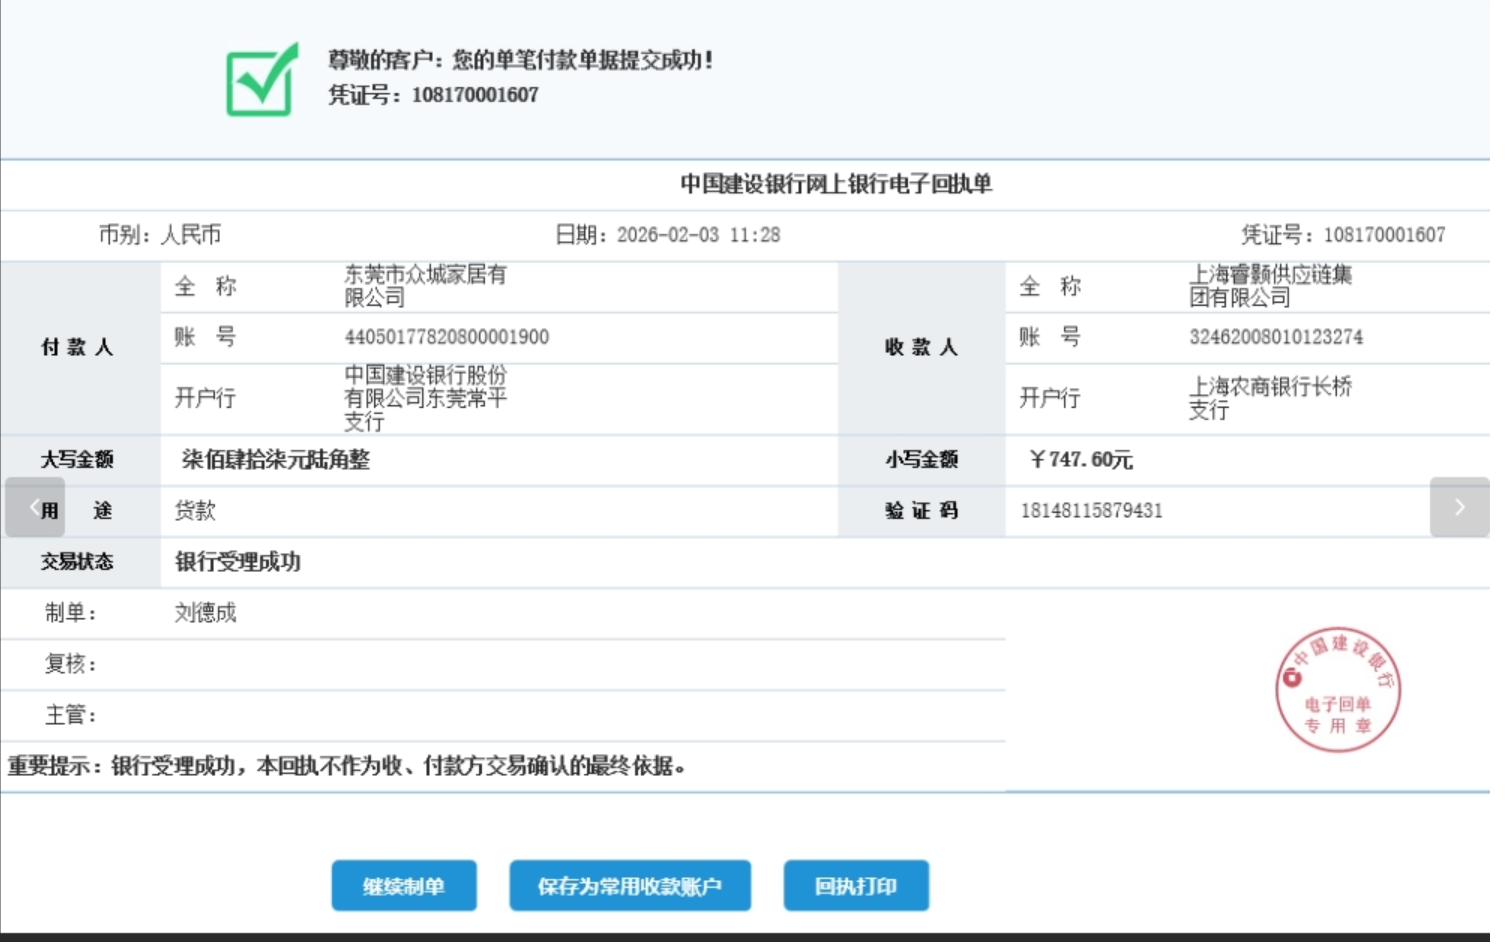 尊敬的客户：您的单笔付款单据提交成功！
凭证号：108170001607
中国建设银行网上银行电子回执单
币别：人民币 日期：2026-02-03 11:28 凭证号：108170001607
付款人
全 称 东莞市众城家居有
限公司
账 号 44050177820800001900
开户行 中国建设银行股份
有限公司东莞常平
支行
收款人
全 称 上海睿颢供应链集
团有限公司
账 号 32462008010123274
开户行 上海农商银行长桥
支行
大写金额 柒佰肆拾柒元陆角整 小写金额 ￥747.60元
用 途 货款 验证码 18148115879431
交易状态 银行受理成功
制单： 刘德成
复核：
主管：
中国建设银行
电子回单
专用章
重要提示：银行受理成功，本回执不作为收、付款方交易确认的最终依据。
继续制单 保存为常用收款账户 回执打印